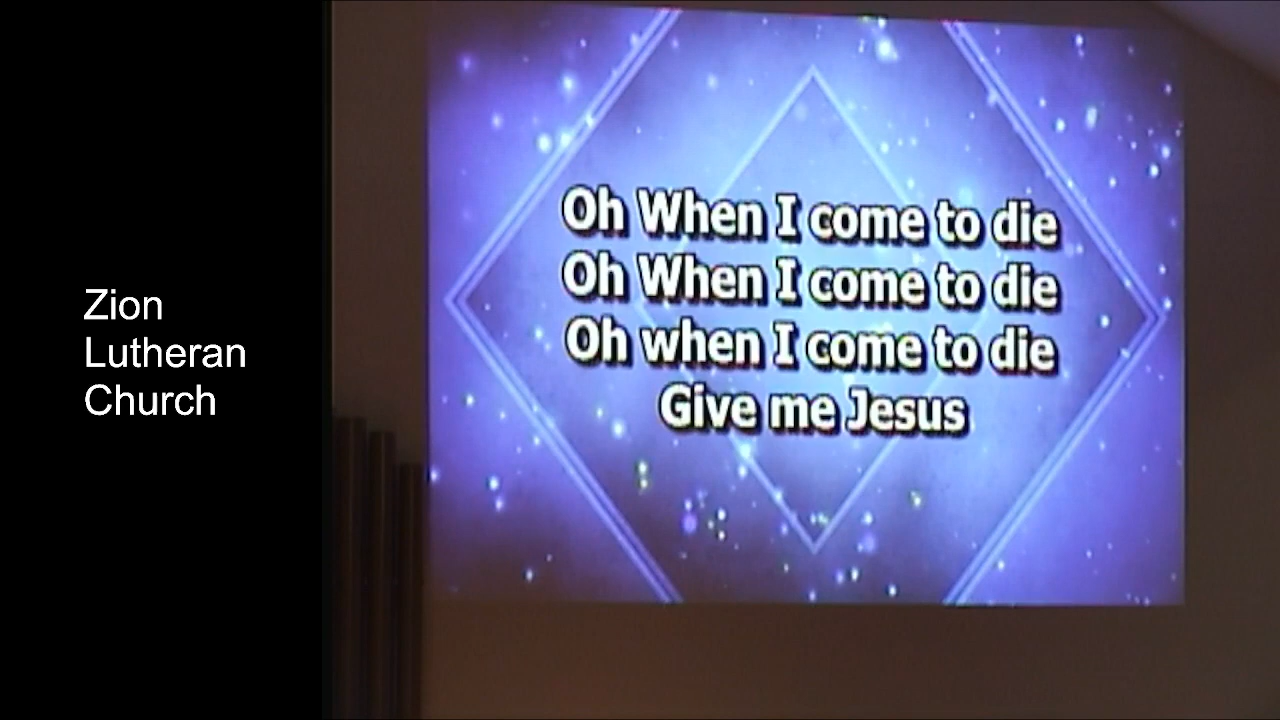 Zion
Lutheran
Church
Oh When I come to die
Oh When I come to die
Oh when I come to die
Give me Jesus